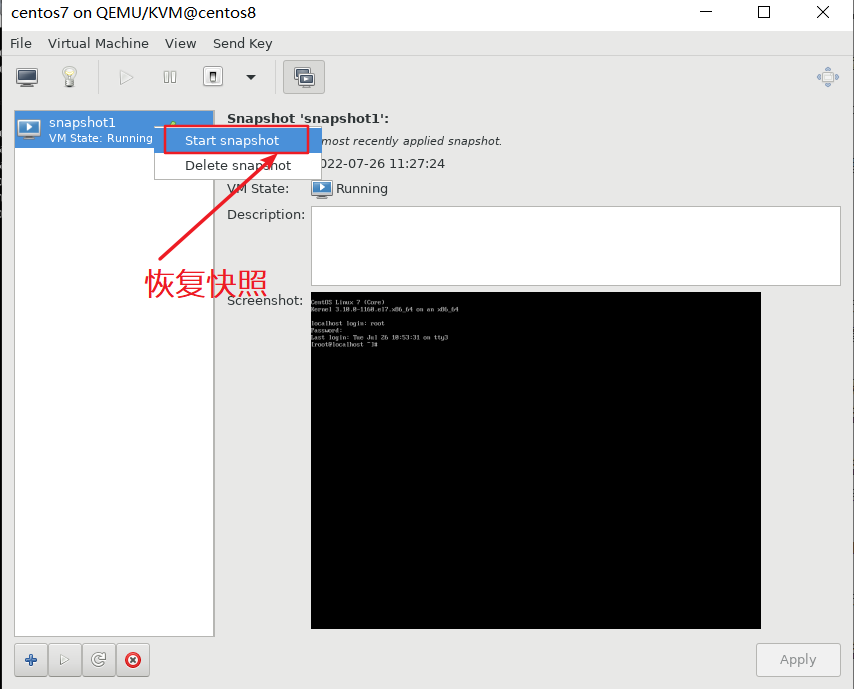 centos7 on QEMU/KVM@centos8
File Virtual Machine View Send Key
snapshot1
VM State: Running
Start snapshot
Delete snapshot
Snapshot 'snapshot1':
most recently applied snapshot.
022-07-26 11:27:24
VM State: Running
Description:
恢复快照
Screenshot:
CentOS Linux 7 (Core)
Kernel 3.10.0-1160.el7.x86_64 on an x86_64
localhost login: root
Password:
Last login: Tue Jul 26 10:53:31 on tty3
[root@localhost ~]#
Apply